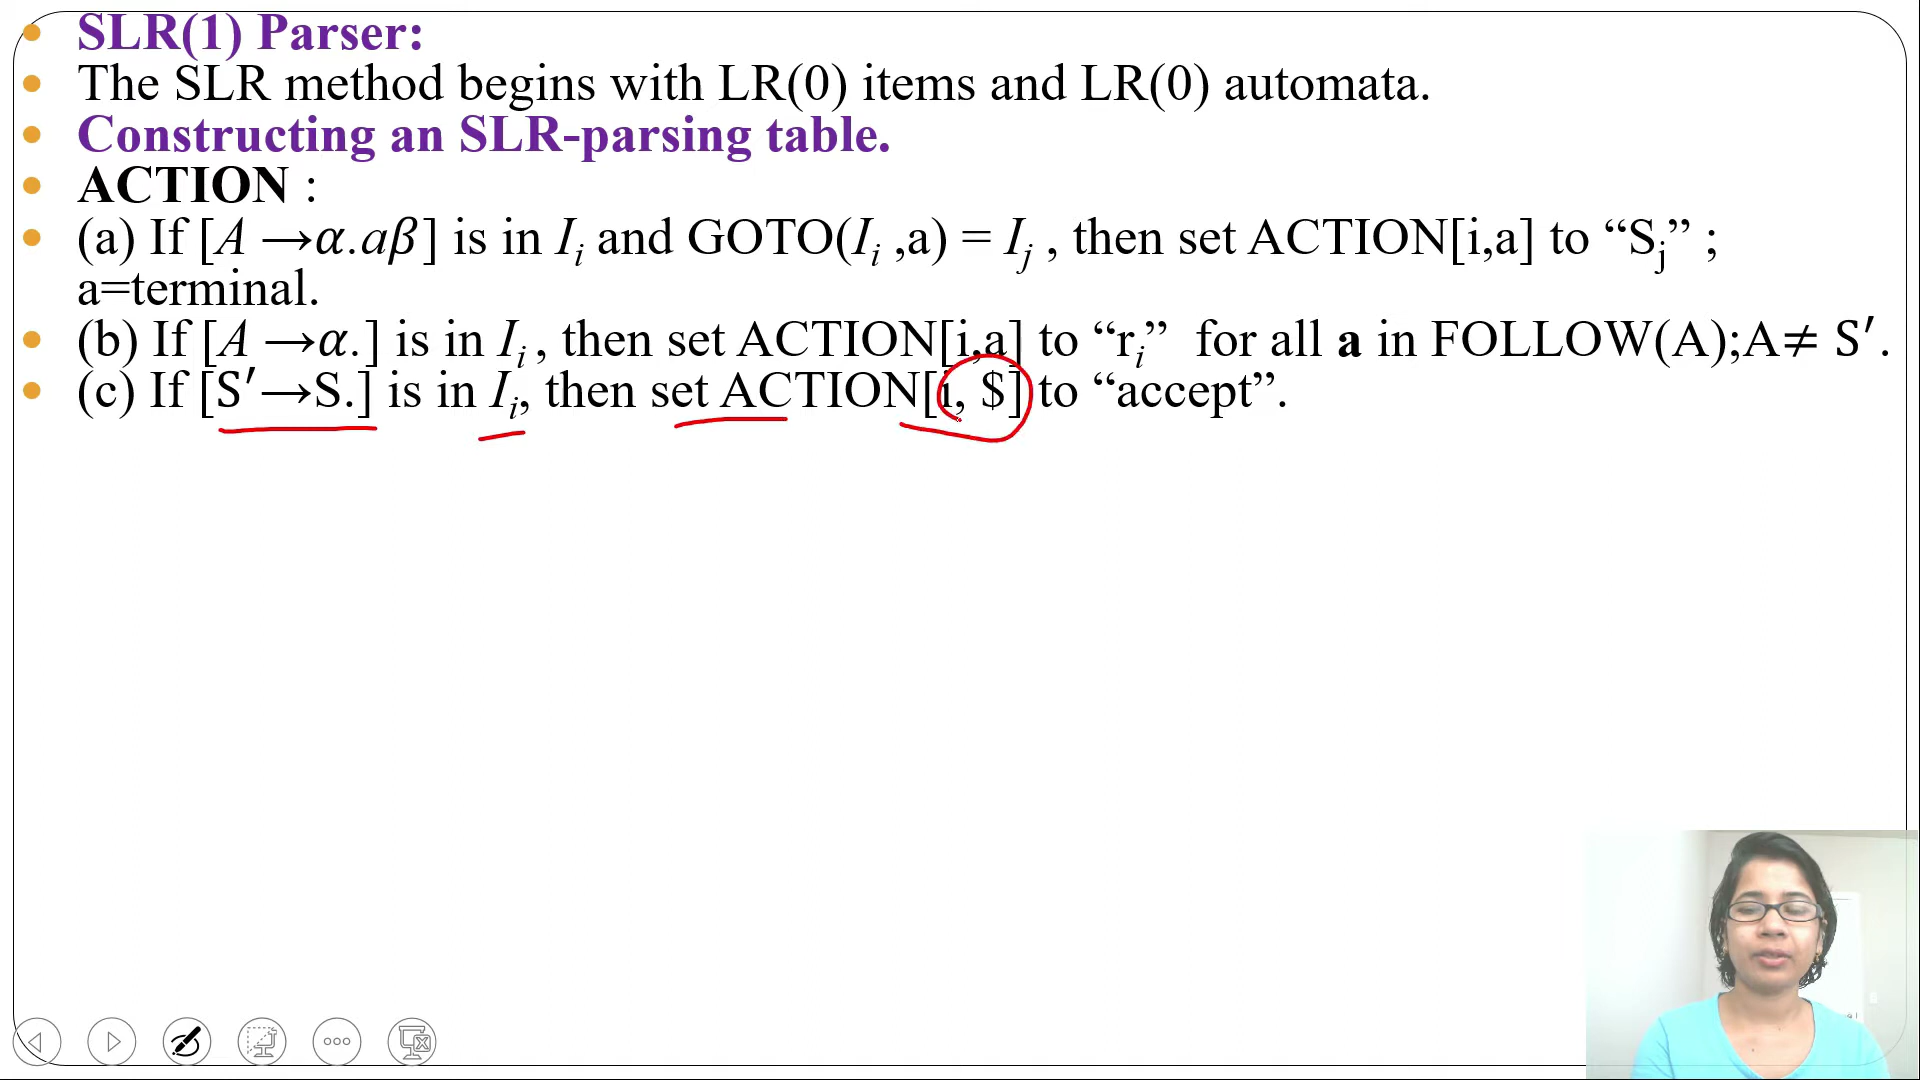 SLR(1) Parser:
The SLR method begins with LR(0) items and LR(0) automata.
Constructing an SLR-parsing table.
ACTION :
(a) If [A →α.aβ] is in Iᵢ and GOTO(Iᵢ ,a) = Iⱼ , then set ACTION[i,a] to “Sⱼ” ;
a=terminal.
(b) If [A →α.] is in Iᵢ , then set ACTION[i,a] to “rᵢ” for all a in FOLLOW(A);A≠ S′.
(c) If [S′→S.] is in Iᵢ, then set ACTION[i, $] to “accept”.